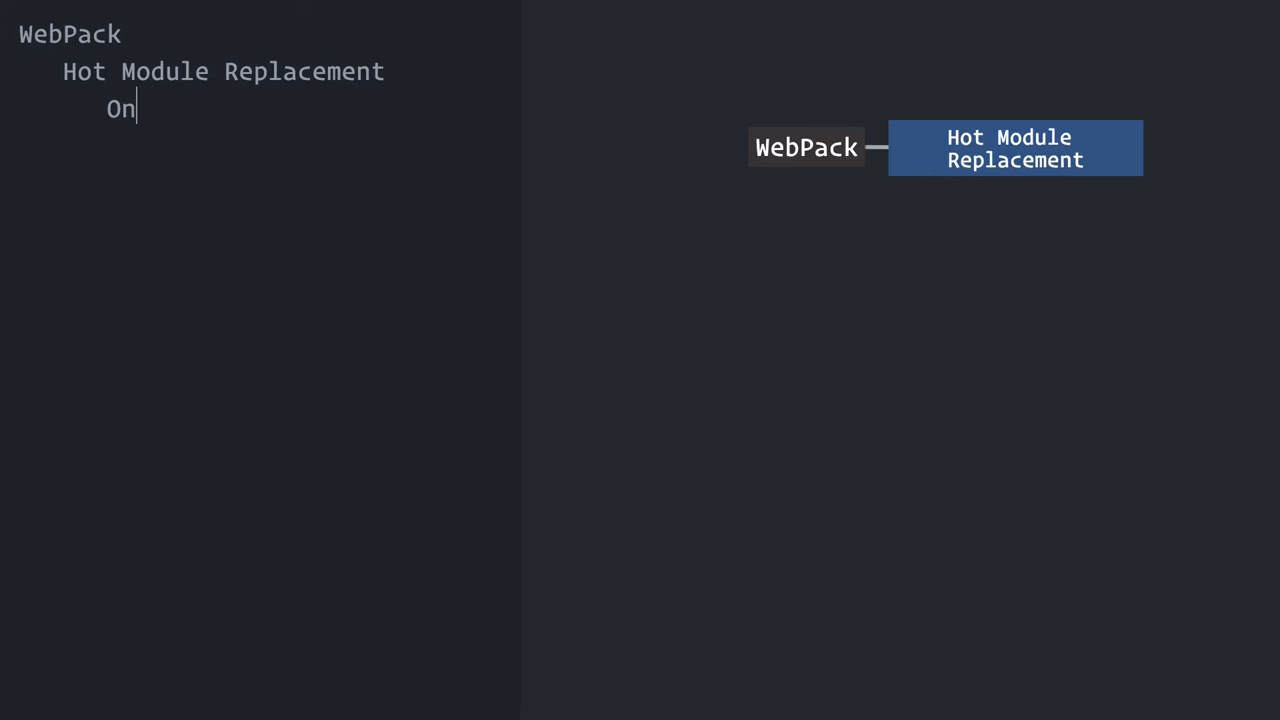 WebPack
Hot Module Replacement
On
WebPack
Hot Module
Replacement